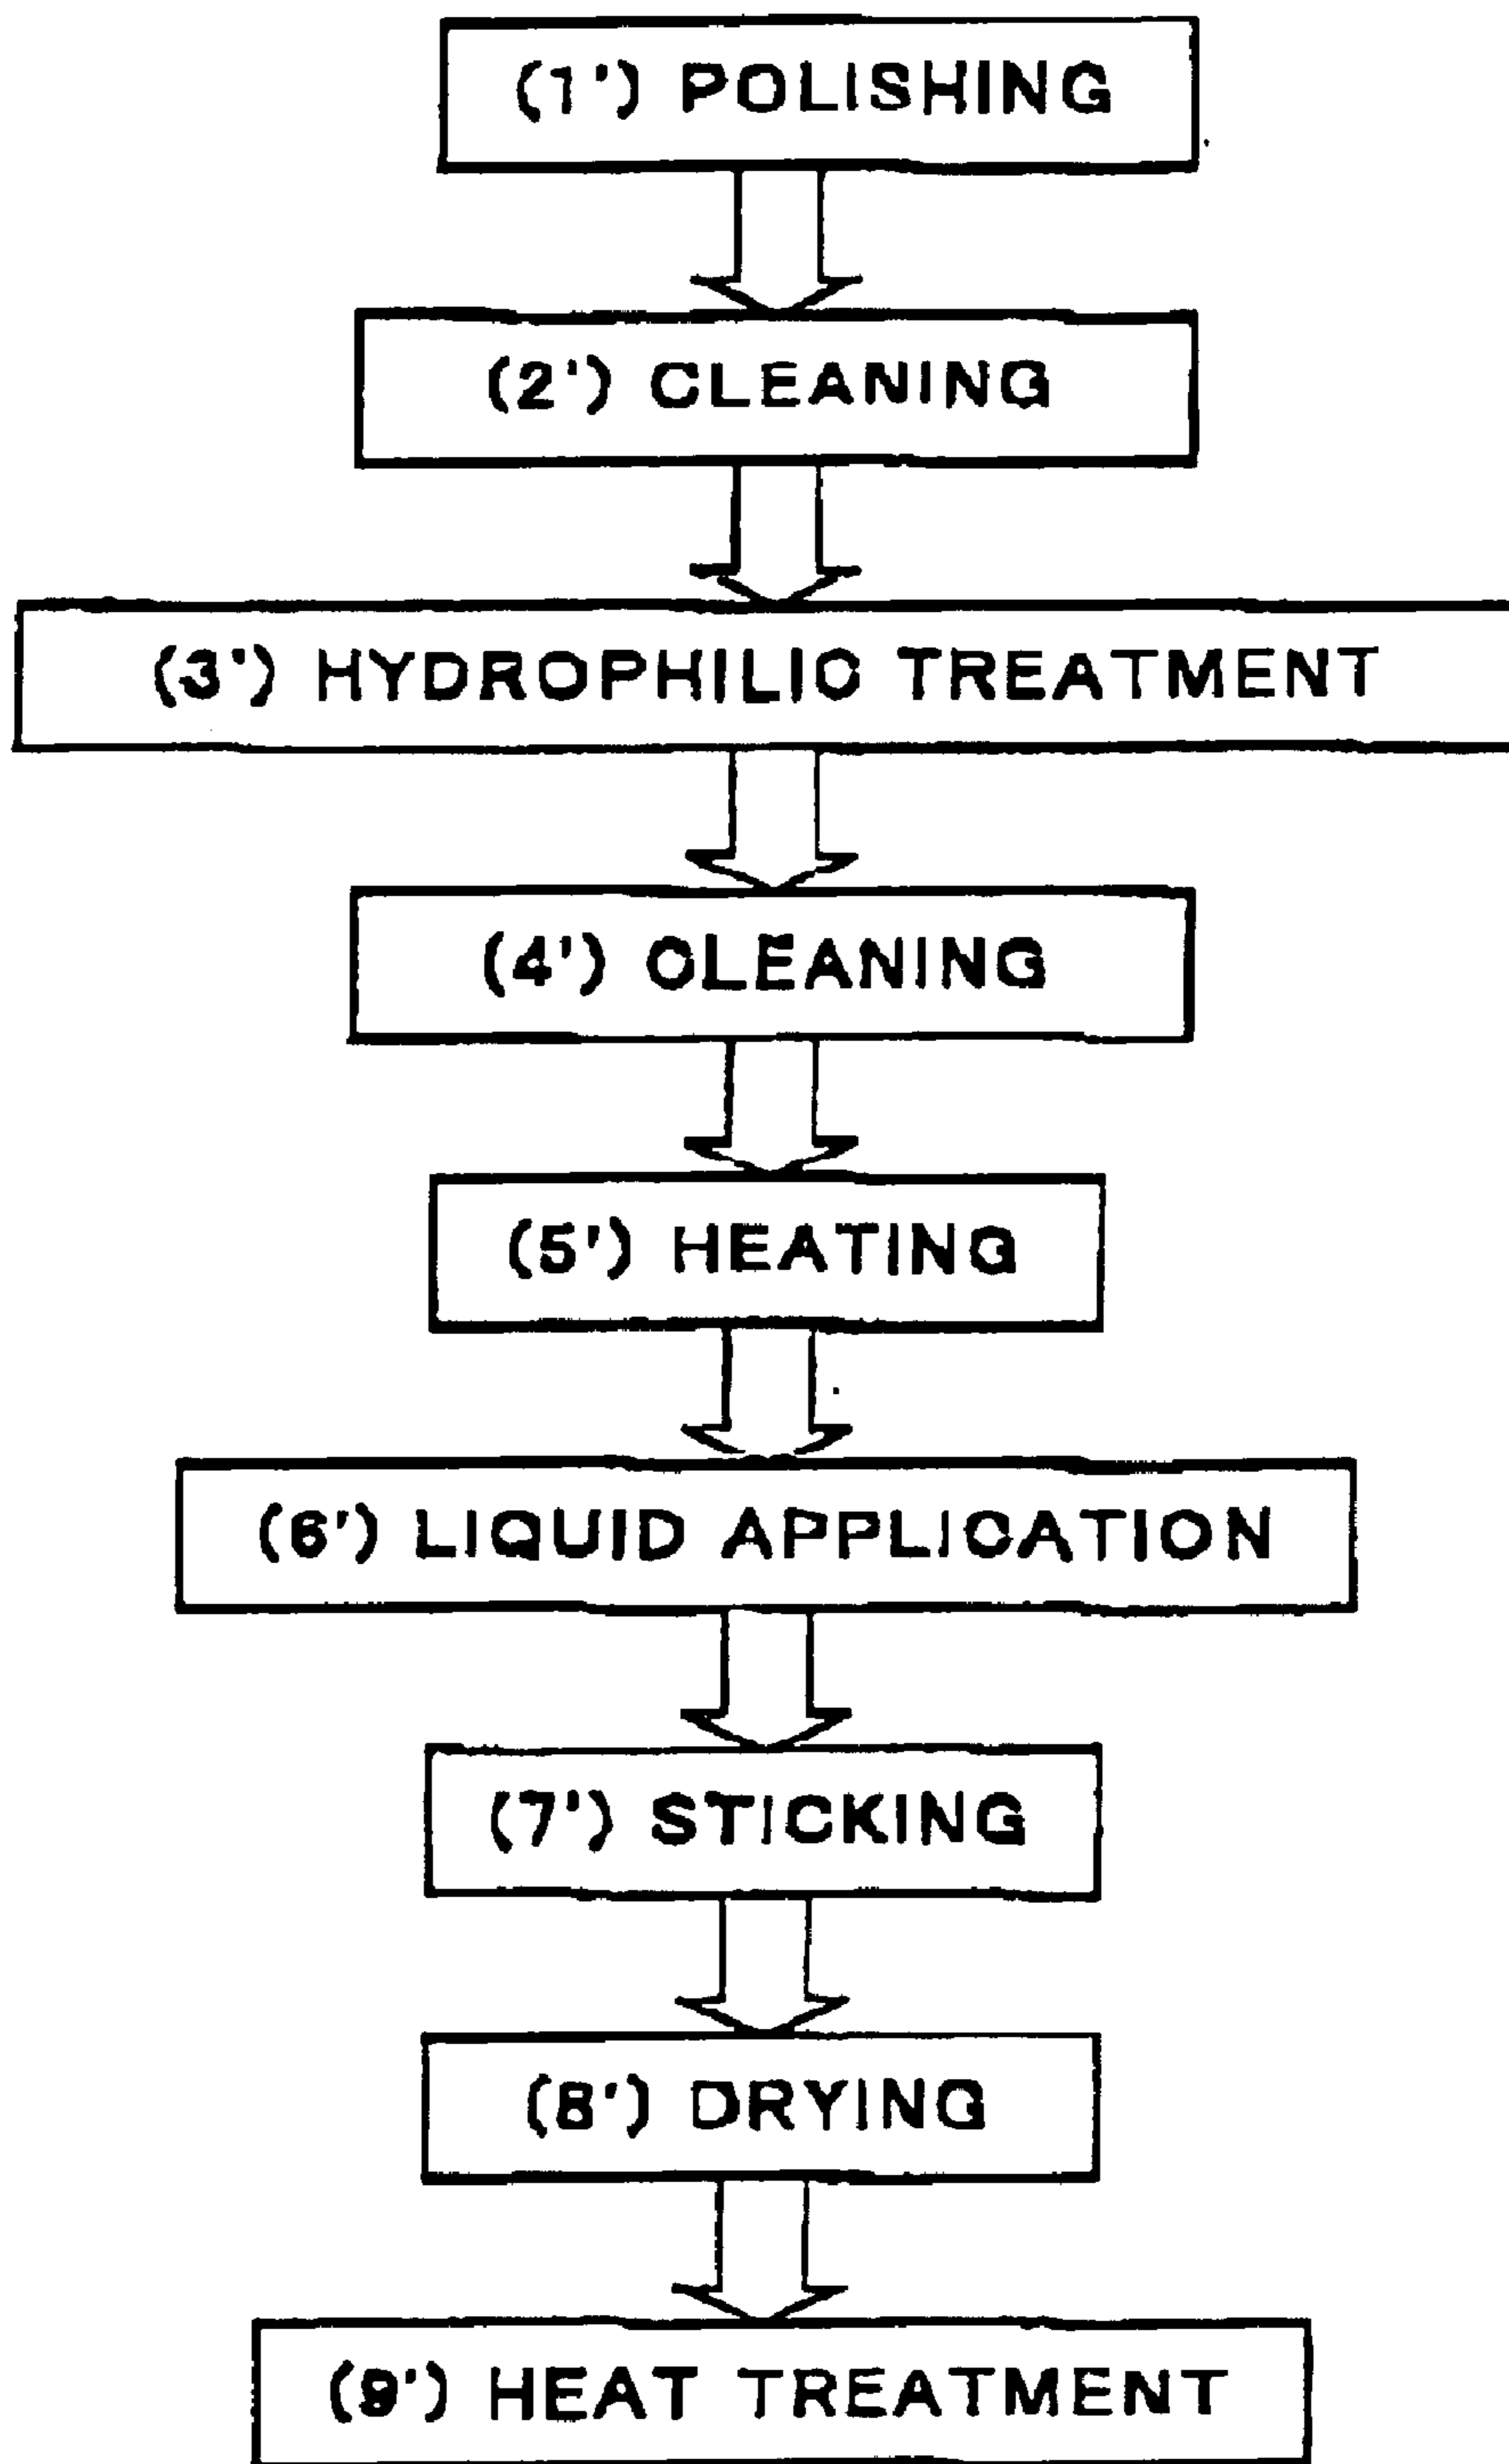 (1') POLISHING
(2') CLEANING
(3') HYDROPHILIC TREATMENT
(4') CLEANING
(5') HEATING
(6') LIQUID APPLICATION
(7') STICKING
(8') DRYING
(9') HEAT TREATMENT